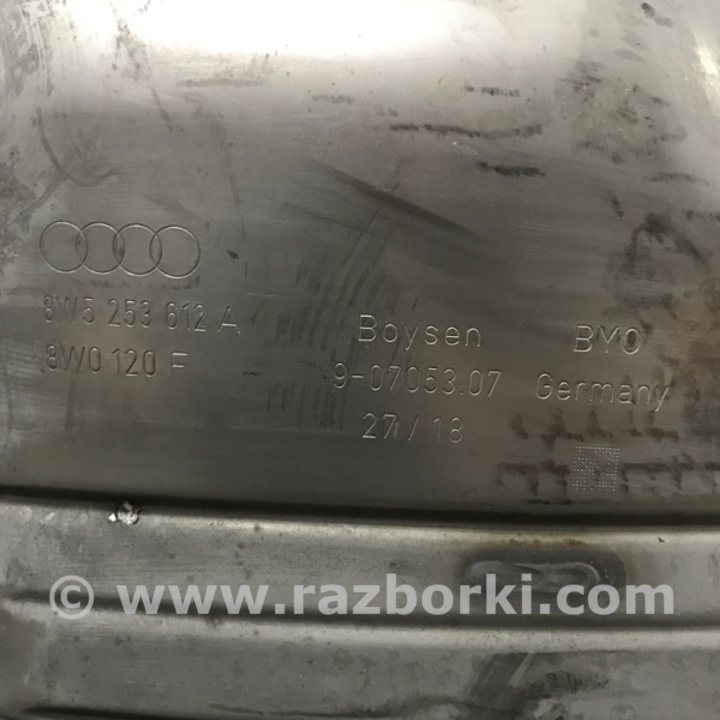 8W5 253 612 A
8W0 120 F
Boysen
9-07053.07
27/18
BYO
Germany
© www.razborki.com